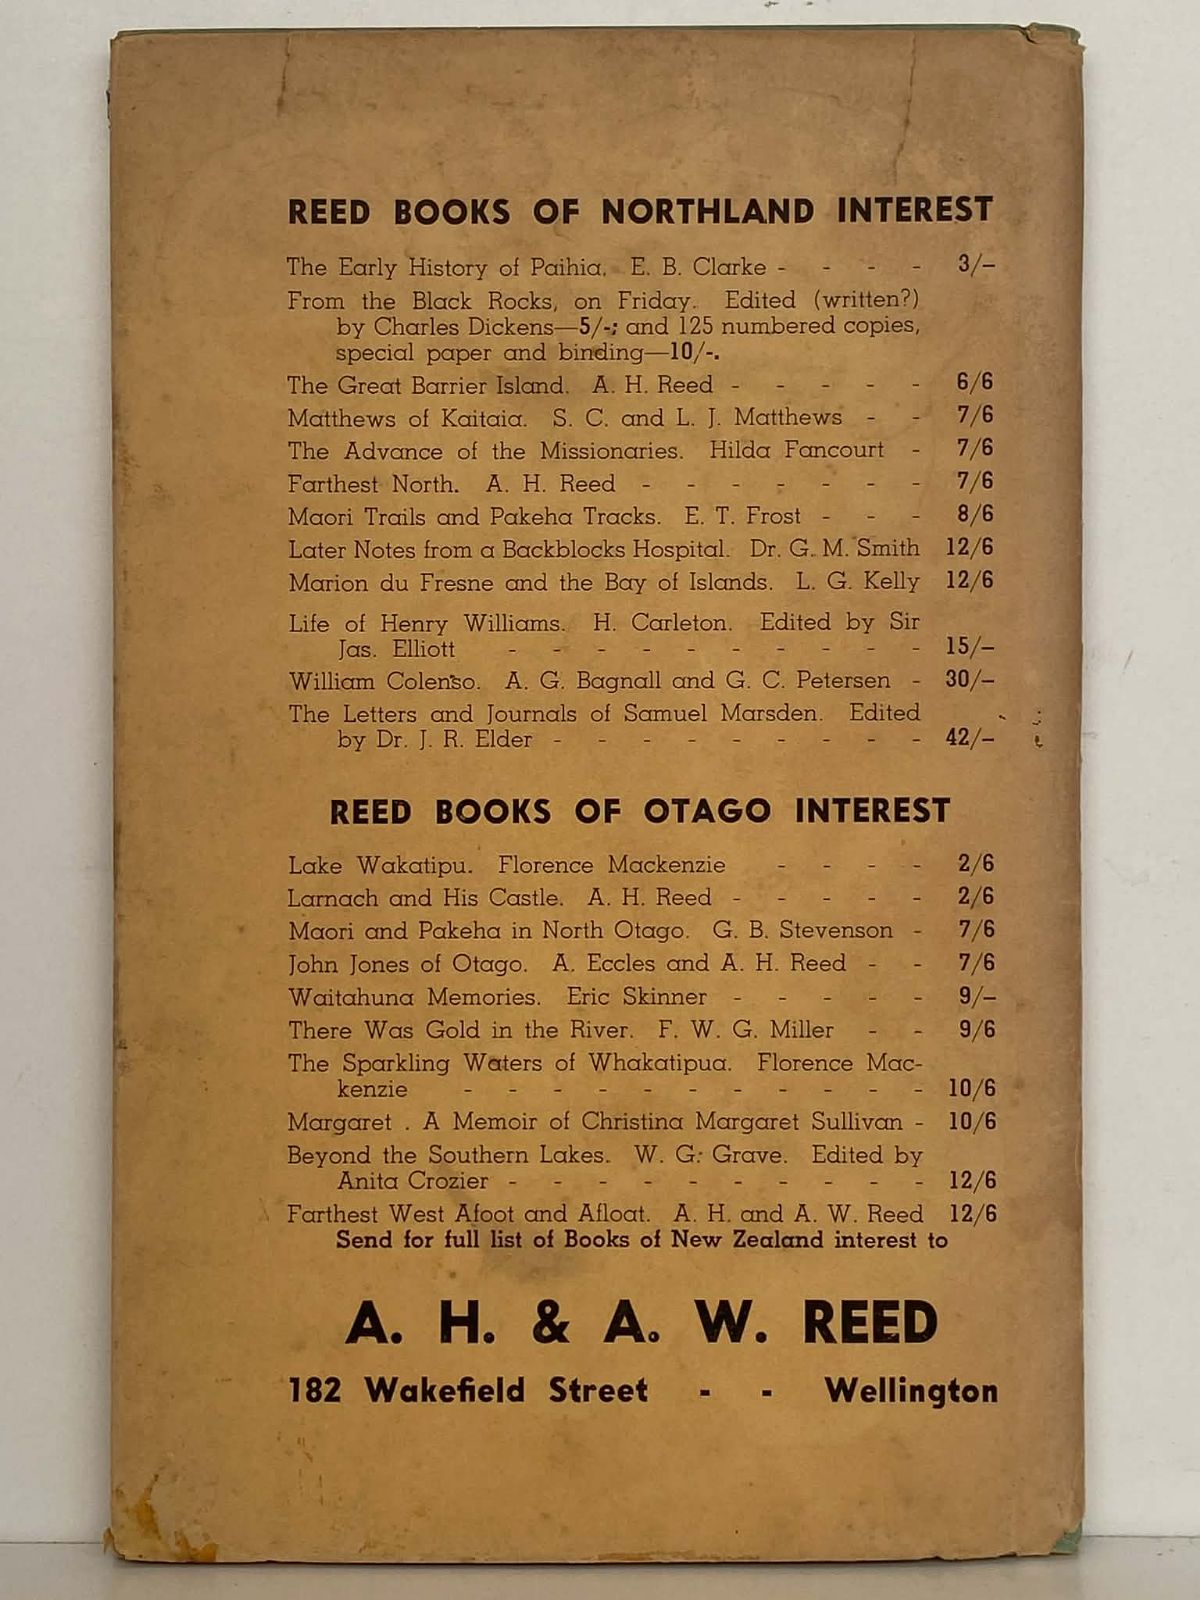 REED BOOKS OF NORTHLAND INTEREST
The Early History of Paihia. E. B. Clarke - - - - 3/–
From the Black Rocks, on Friday. Edited (written?)
by Charles Dickens—5/-; and 125 numbered copies,
special paper and binding—10/-.
The Great Barrier Island. A. H. Reed - - - - - 6/6
Matthews of Kaitaia. S. C. and L. J. Matthews - - 7/6
The Advance of the Missionaries. Hilda Fancourt - 7/6
Farthest North. A. H. Reed - - - - - - - 7/6
Maori Trails and Pakeha Tracks. E. T. Frost - - - 8/6
Later Notes from a Backblocks Hospital. Dr. G. M. Smith 12/6
Marion du Fresne and the Bay of Islands. L. G. Kelly 12/6
Life of Henry Williams. H. Carleton. Edited by Sir
Jas. Elliott - - - - - - - - - - 15/–
William Colenso. A. G. Bagnall and G. C. Petersen - 30/–
The Letters and Journals of Samuel Marsden. Edited
by Dr. J. R. Elder - - - - - - - - - 42/–
REED BOOKS OF OTAGO INTEREST
Lake Wakatipu. Florence Mackenzie - - - - 2/6
Larnach and His Castle. A. H. Reed - - - - - 2/6
Maori and Pakeha in North Otago. G. B. Stevenson - 7/6
John Jones of Otago. A. Eccles and A. H. Reed - - 7/6
Waitahuna Memories. Eric Skinner - - - - - 9/–
There Was Gold in the River. F. W. G. Miller - - 9/6
The Sparkling Waters of Whakatipua. Florence Mac-
kenzie - - - - - - - - - - - 10/6
Margaret . A Memoir of Christina Margaret Sullivan - 10/6
Beyond the Southern Lakes. W. G. Grave. Edited by
Anita Crozier - - - - - - - - - - 12/6
Farthest West Afoot and Afloat. A. H. and A. W. Reed 12/6
Send for full list of Books of New Zealand interest to
A. H. & A. W. REED
182 Wakefield Street - - Wellington